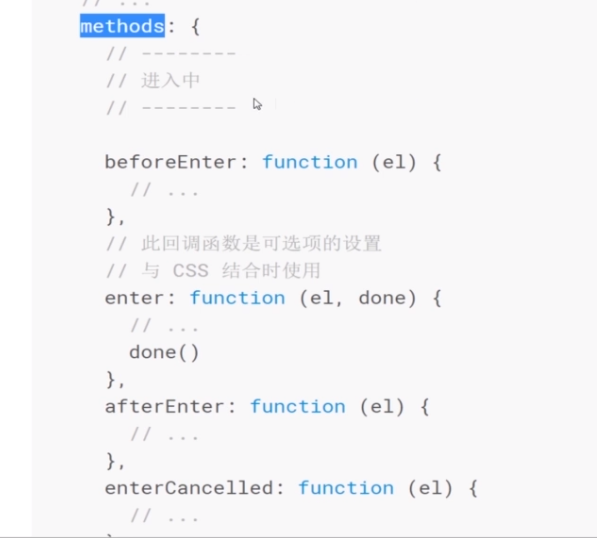 // ...
methods: {
// --------
// 进入中
// --------
beforeEnter: function (el) {
// ...
},
// 此回调函数是可选项的设置
// 与 CSS 结合时使用
enter: function (el, done) {
// ...
done()
},
afterEnter: function (el) {
// ...
},
enterCancelled: function (el) {
// ...